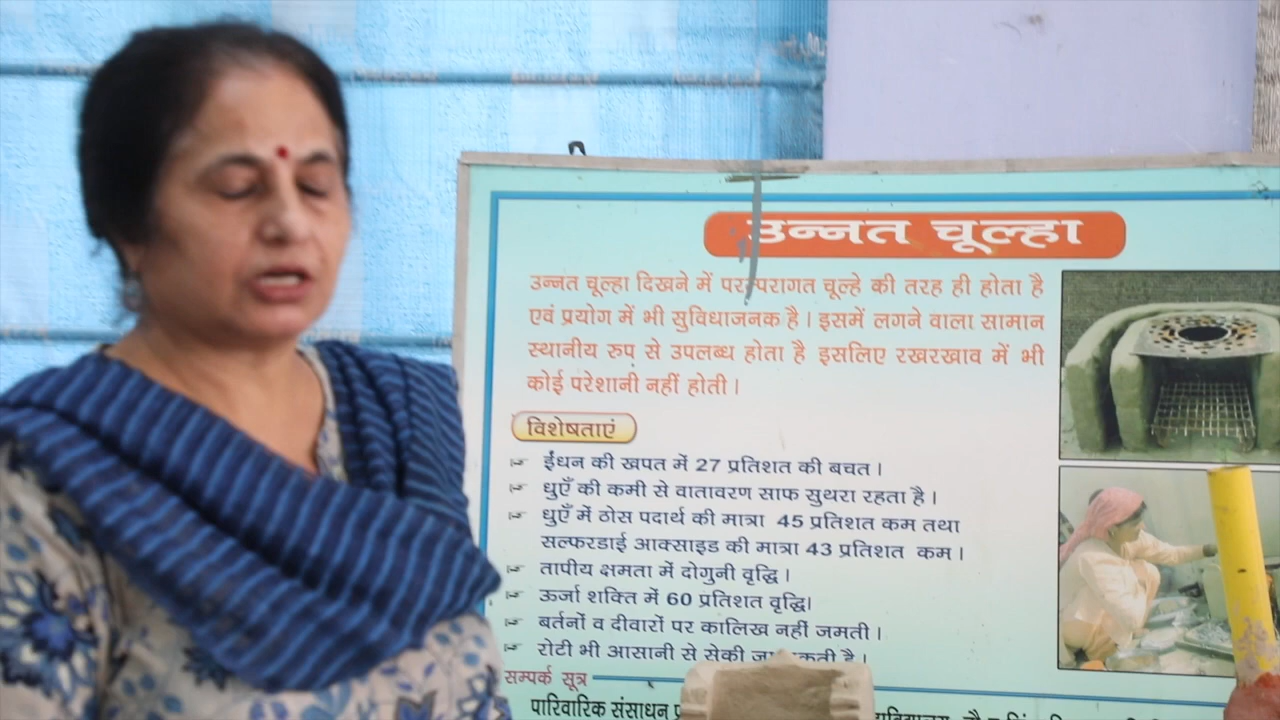 उन्नत चूल्हा
उन्नत चूल्हा दिखने में परम्परागत चूल्हे की तरह ही होता है
एवं प्रयोग में भी सुविधाजनक है । इसमें लगने वाला सामान
स्थानीय रुप से उपलब्ध होता है इसलिए रखरखाव में भी
कोई परेशानी नहीं होती ।
विशेषताएं
☞ ईंधन की खपत में 27 प्रतिशत की बचत ।
☞ धुएँ की कमी से वातावरण साफ सुथरा रहता है ।
☞ धुएँ में ठोस पदार्थ की मात्रा 45 प्रतिशत कम तथा
सल्फरडाई आक्साइड की मात्रा 43 प्रतिशत कम ।
☞ तापीय क्षमता में दोगुनी वृद्धि ।
☞ ऊर्जा शक्ति में 60 प्रतिशत वृद्धि।
☞ बर्तनों व दीवारों पर कालिख नहीं जमती ।
☞ रोटी भी आसानी से सेकी है ।
सम्पर्क सूत्र
पारिवारिक संसाधन